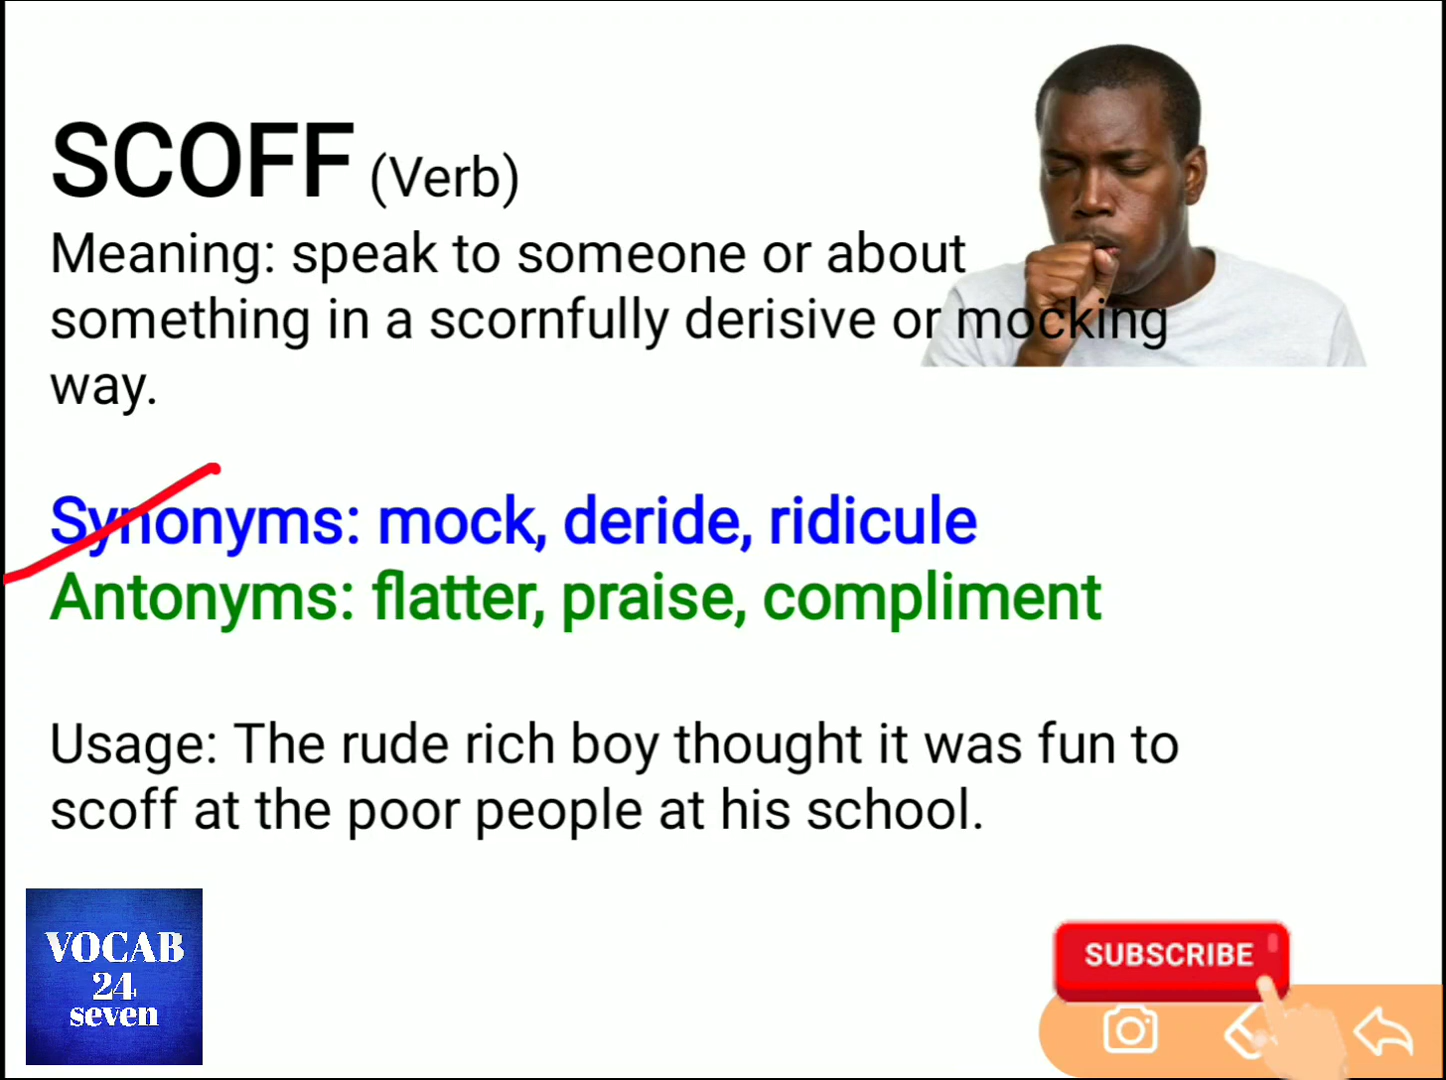 SCOFF (Verb)
Meaning: speak to someone or about
something in a scornfully derisive or mocking
way.
Synonyms: mock, deride, ridicule
Antonyms: flatter, praise, compliment
Usage: The rude rich boy thought it was fun to
scoff at the poor people at his school.
VOCAB
24
seven
SUBSCRIBE